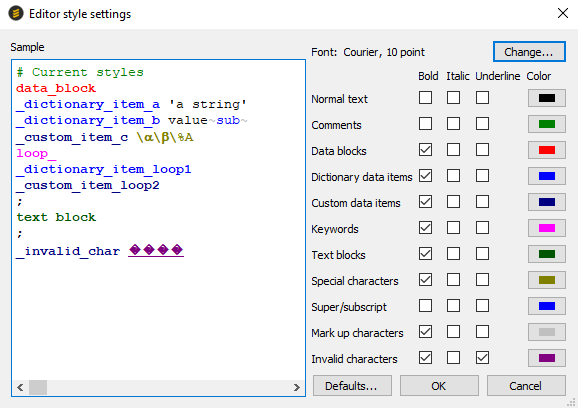 Editor style settings
Sample
Font: Courier, 10 point
Change...
# Current styles
data_block
_dictionary_item_a 'a string'
_dictionary_item_b value~sub~
_custom_item_c \α\β\%A
loop_
_dictionary_item_loop1
_custom_item_loop2
;
text block
;
_invalid_char ����
Bold Italic Underline Color
Normal text
Comments
Data blocks
Dictionary data items
Custom data items
Keywords
Text blocks
Special characters
Super/subscript
Mark up characters
Invalid characters
Defaults... OK Cancel